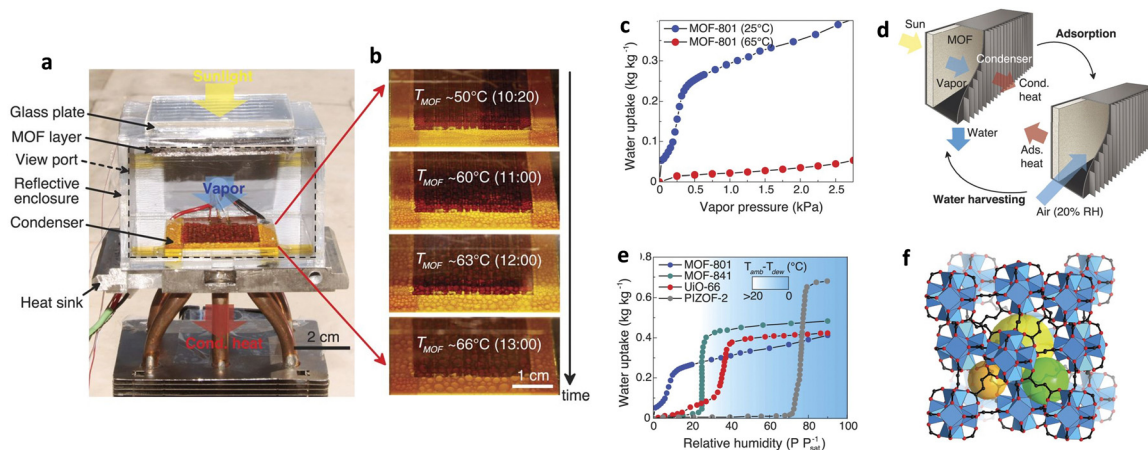 a
Sunlight
Glass plate
MOF layer
View port
Reflective
enclosure
Condenser
Vapor
Heat sink
Cond. heat
2 cm
b
T_MOF ~50°C (10:20)
T_MOF ~60°C (11:00)
T_MOF ~63°C (12:00)
T_MOF ~66°C (13:00)
1 cm
time
c
MOF-801 (25°C)
MOF-801 (65°C)
Water uptake (kg kg⁻¹)
0.3
0.2
0.1
0
0
0.6
1.2
1.8
2.4
Vapor pressure (kPa)
d
Sun
MOF
Adsorption
Vapor
Condenser
Cond.
heat
Water
Ads.
heat
Water harvesting
Air (20% RH)
e
MOF-801
MOF-841
UiO-66
PIZOF-2
T_amb-T_dew (°C)
>20
0
Water uptake (kg kg⁻¹)
0.8
0.6
0.4
0.2
0
0
20
40
60
80
100
Relative humidity (P P_sat⁻¹)
f